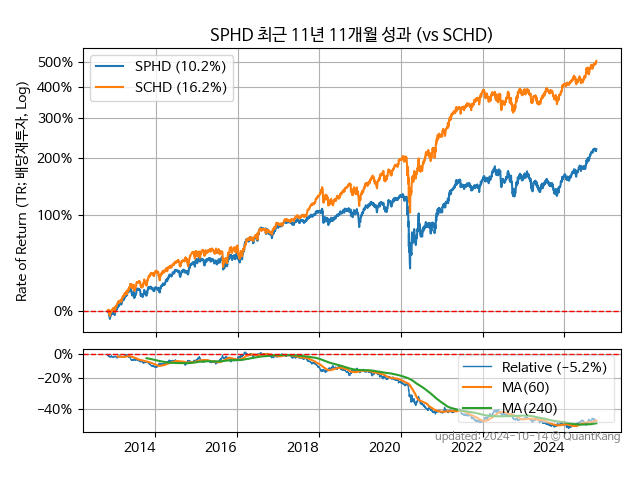 SPHD 최근 11년 11개월 성과 (vs SCHD)
Rate of Return (TR: 배당재투자, Log)
500%
400%
300%
200%
100%
0%
SPHD (10.2%)
SCHD (16.2%)
0%
−20%
−40%
Relative (−5.2%)
MA(60)
MA(240)
2014 2016 2018 2020 2022 2024
updated: 2024-10-14 © QuantKang